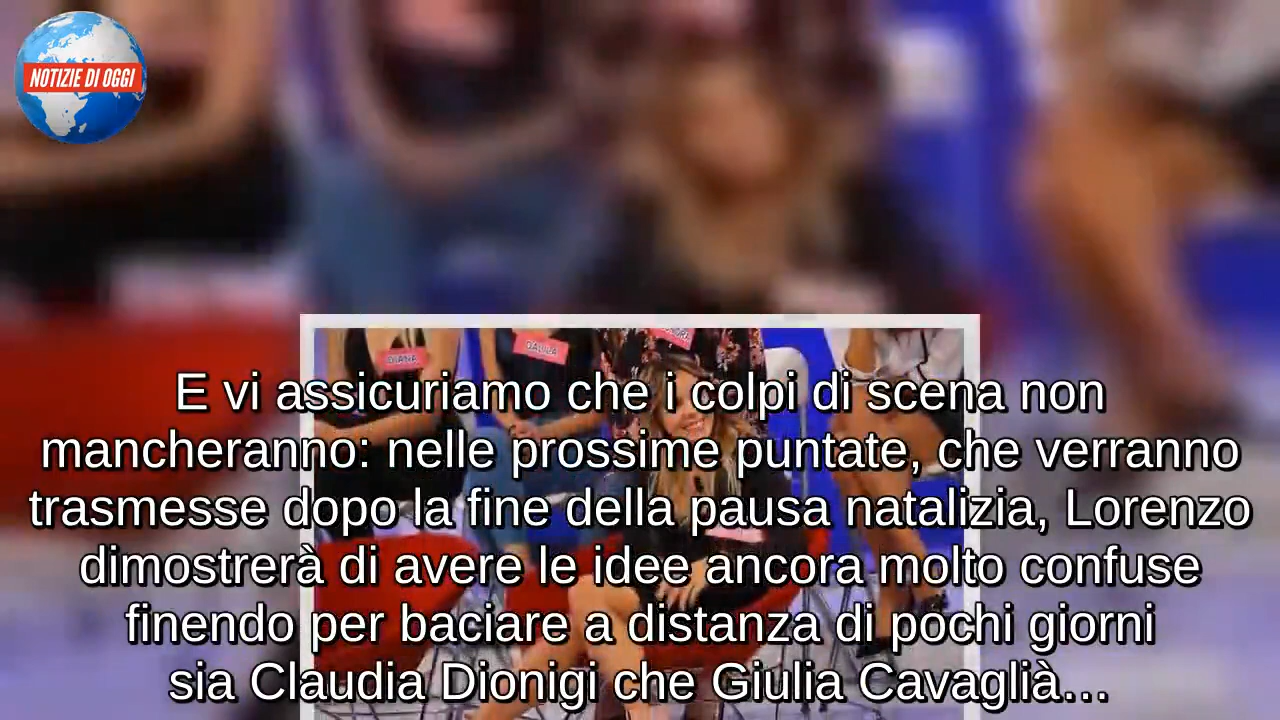 NOTIZIE DI OGGI
DIANA
E vi assicuriamo che i colpi di scena non
mancheranno: nelle prossime puntate, che verranno
trasmesse dopo la fine della pausa natalizia, Lorenzo
dimostrerà di avere le idee ancora molto confuse
finendo per baciare a distanza di pochi giorni
sia Claudia Dionigi che Giulia Cavaglià...